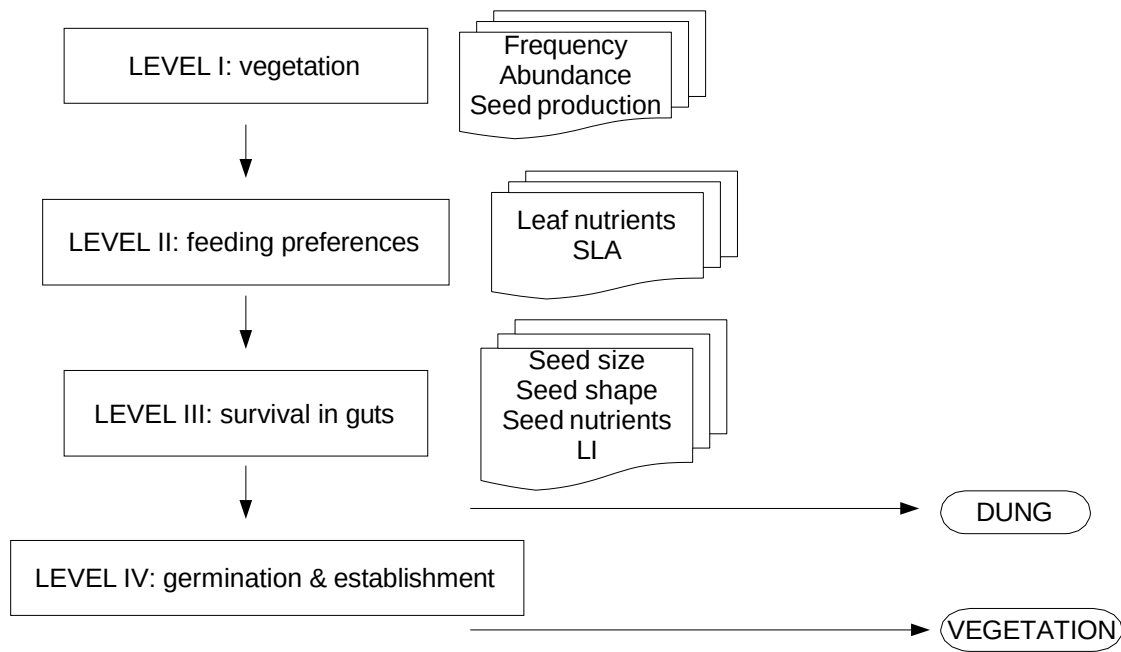 LEVEL I: vegetation
Frequency
Abundance
Seed production
LEVEL II: feeding preferences
Leaf nutrients
SLA
LEVEL III: survival in guts
Seed size
Seed shape
Seed nutrients
LI
DUNG
LEVEL IV: germination & establishment
VEGETATION